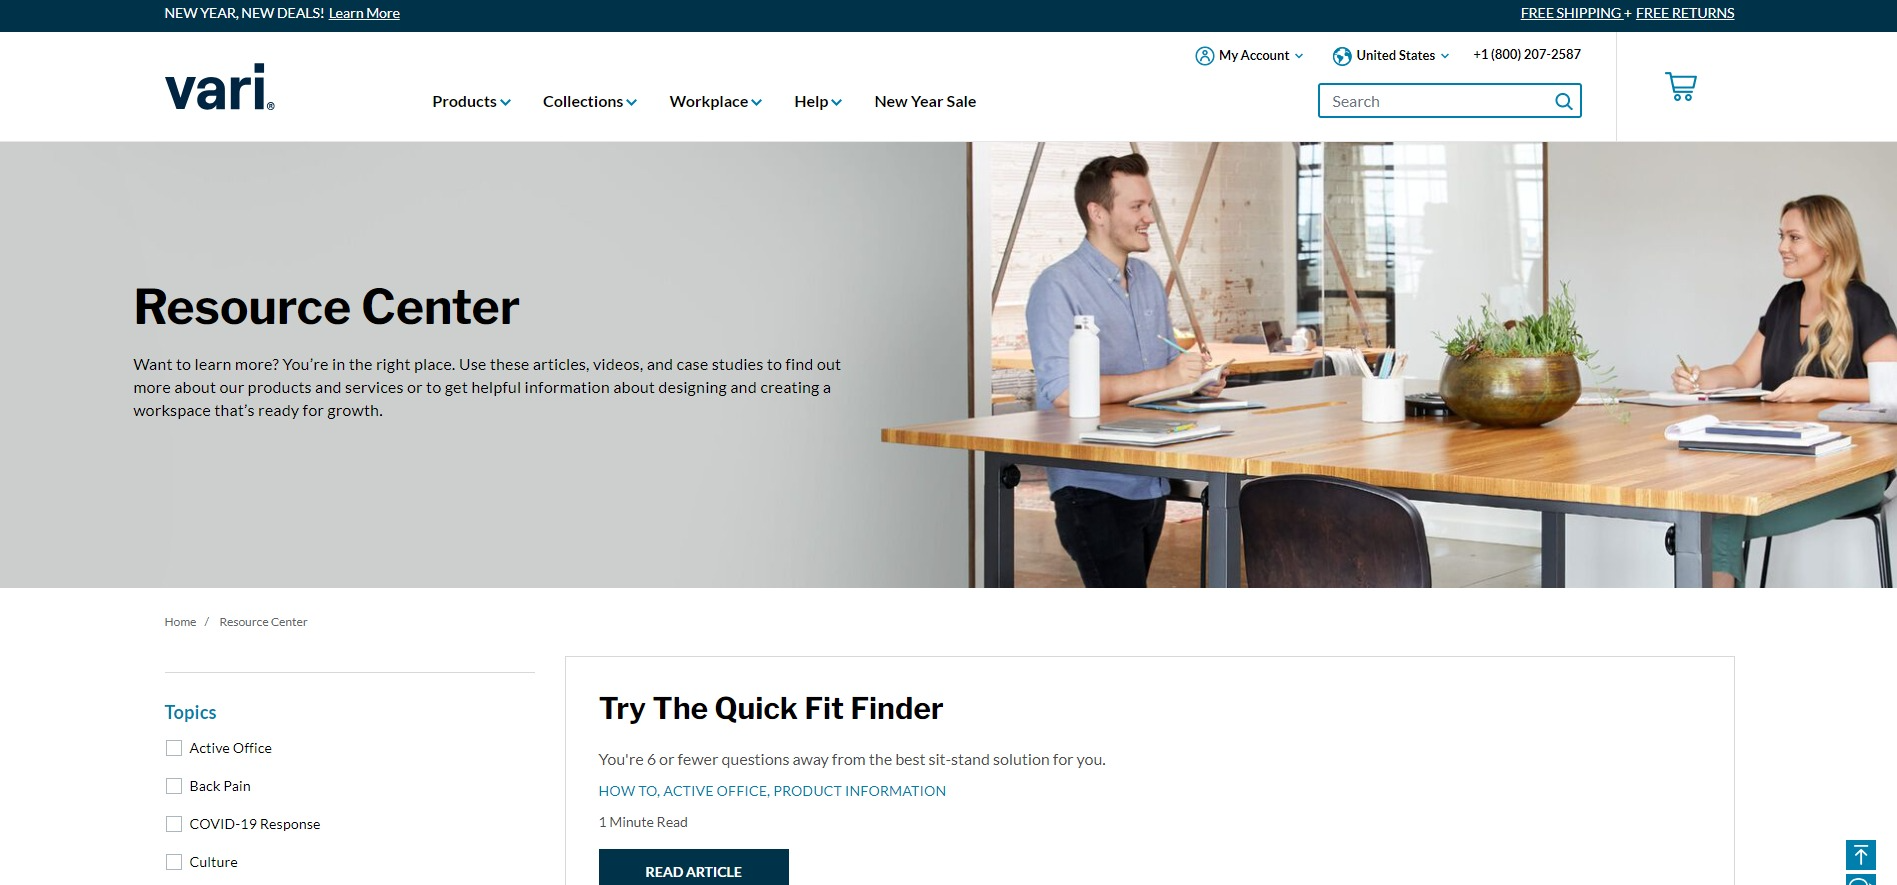 NEW YEAR, NEW DEALS! Learn More
FREE SHIPPING + FREE RETURNS
My Account
United States
+1 (800) 207-2587
vari®
Products
Collections
Workplace
Help
New Year Sale
Search
Resource Center
Want to learn more? You’re in the right place. Use these articles, videos, and case studies to find out
more about our products and services or to get helpful information about designing and creating a
workspace that’s ready for growth.
Home / Resource Center
Topics
Active Office
Back Pain
COVID-19 Response
Culture
Try The Quick Fit Finder
You're 6 or fewer questions away from the best sit-stand solution for you.
HOW TO, ACTIVE OFFICE, PRODUCT INFORMATION
1 Minute Read
READ ARTICLE